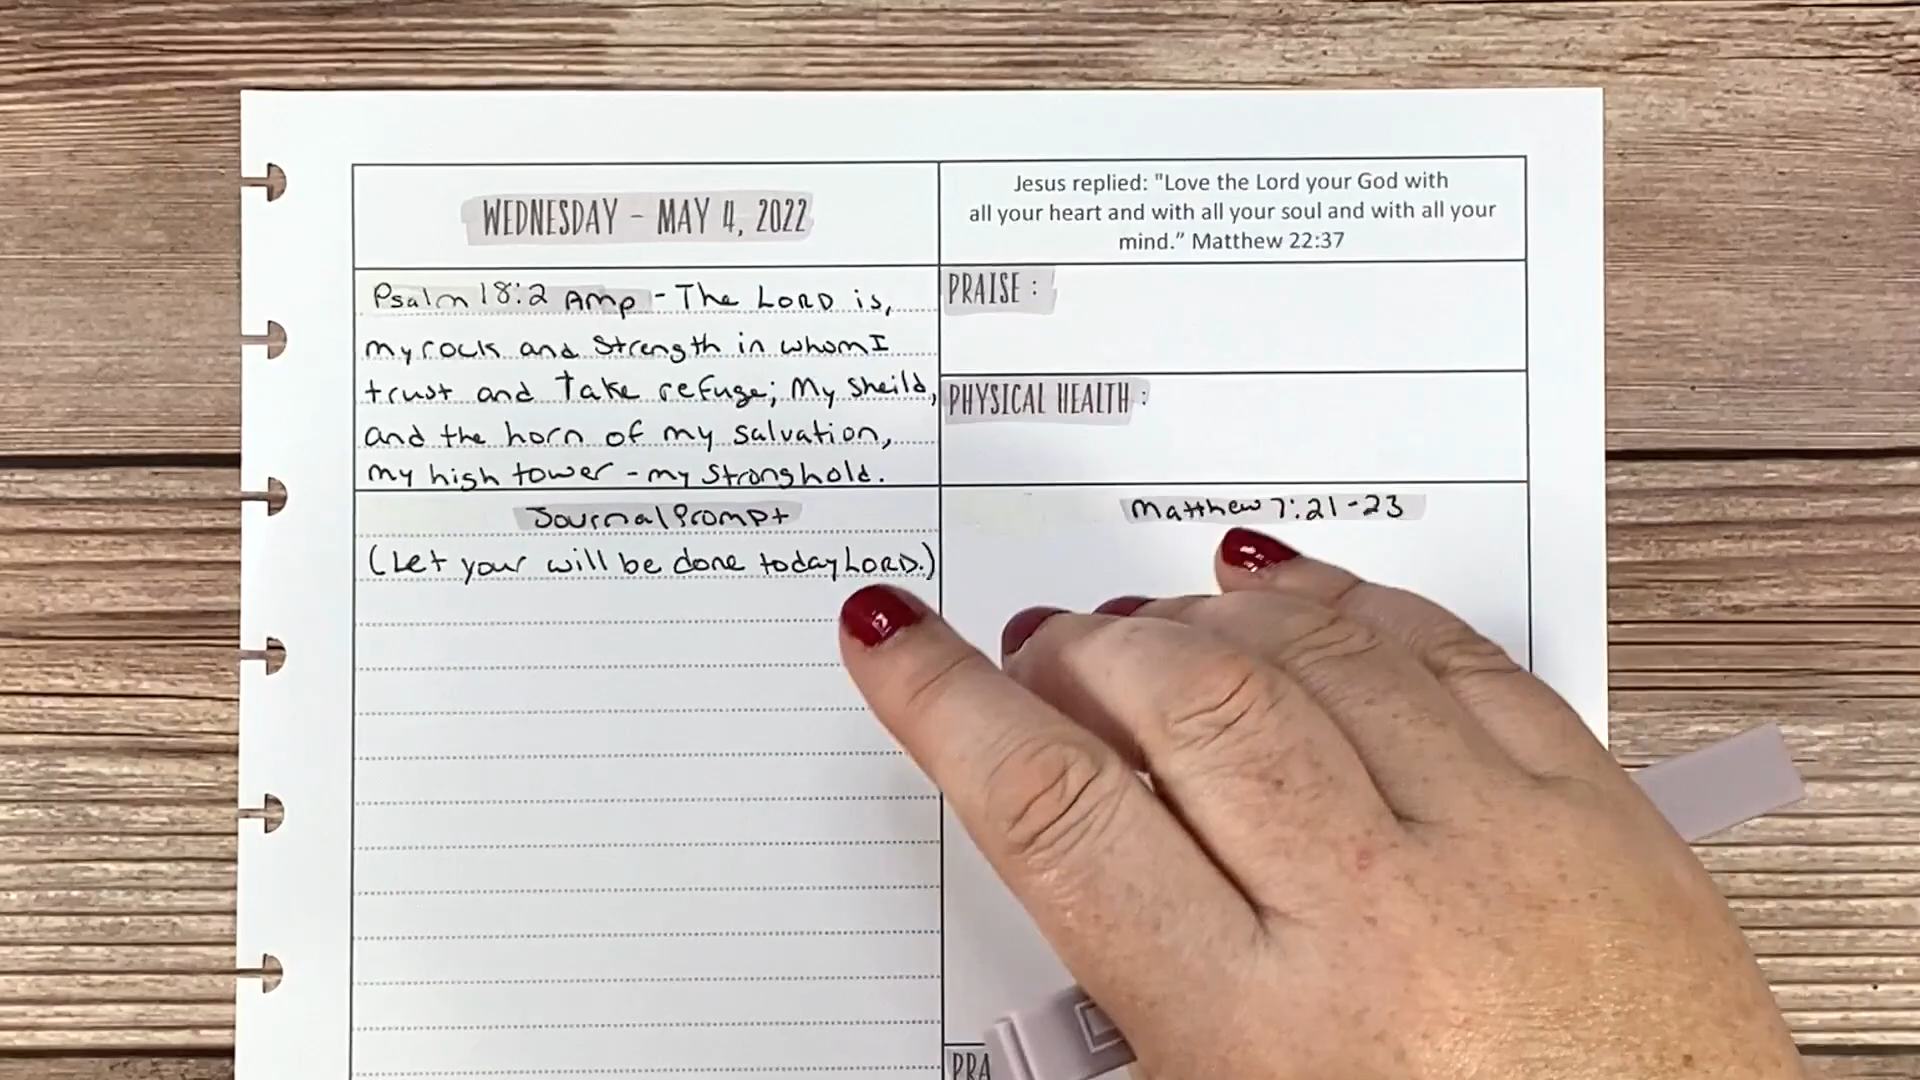 WEDNESDAY - MAY 4, 2022
Psalm 18:2 AMP - The LORD is,
my rock and Strength in whom I
trust and Take refuge; My Sheild,
and the horn of my salvation,
my high tower - my Stronghold.
Journal Prompt
(Let your will be done today LORD.)
Jesus replied: "Love the Lord your God with
all your heart and with all your soul and with all your
mind.” Matthew 22:37
PRAISE :
PHYSICAL HEALTH :
Matthew 7:21-23
PRA